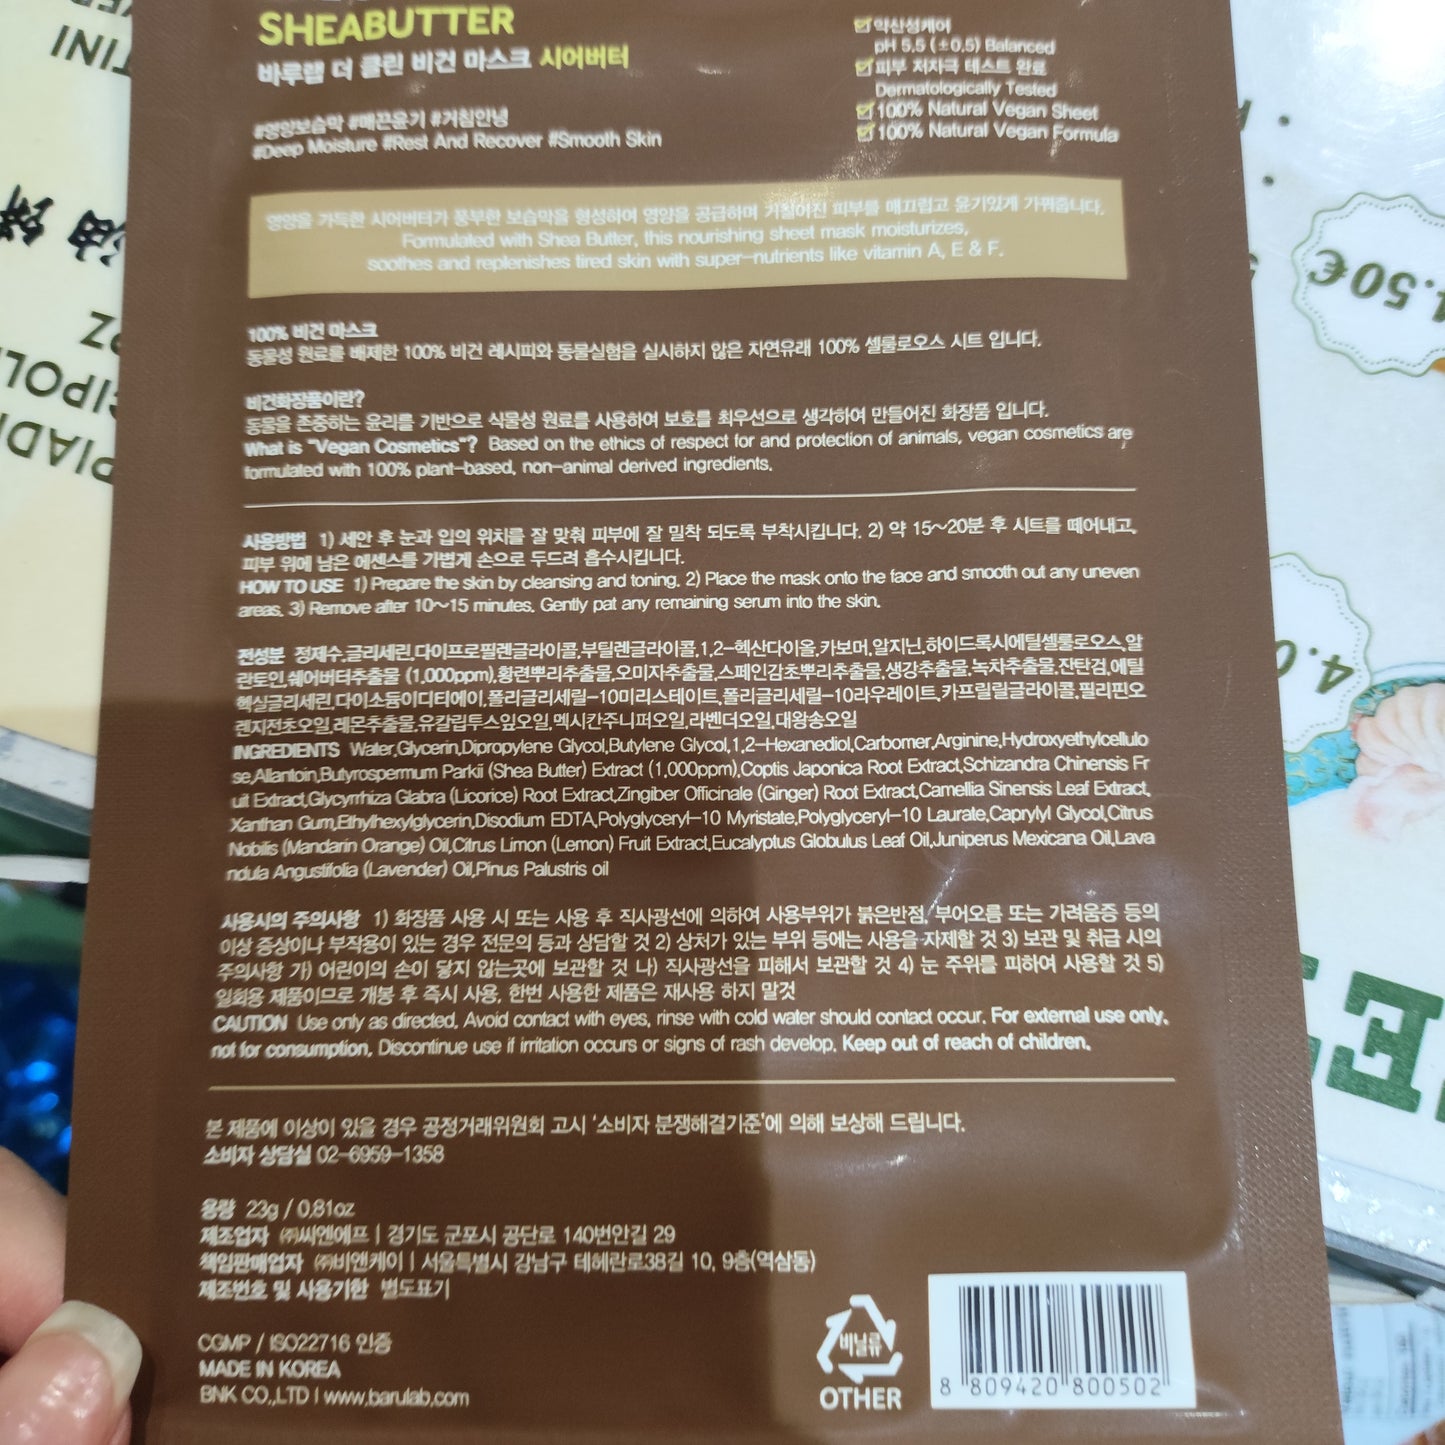 SHEABUTTER
바루랩 더 클린 비건 마스크 시어버터
#영양보습막 #매끈윤기 #거침안녕
#Deep Moisture #Rest And Recover #Smooth Skin
약산성케어
pH 5.5 (±0.5) Balanced
피부 저자극 테스트 완료
Dermatologically Tested
100% Natural Vegan Sheet
100% Natural Vegan Formula
영양을 가득한 시어버터가 풍부한 보습막을 형성하여 영양을 공급하며 거칠어진 피부를 매끄럽고 윤기있게 가꿔줍니다.
Formulated with Shea Butter, this nourishing sheet mask moisturizes,
soothes and replenishes tired skin with super-nutrients like vitamin A, E & F.
100% 비건 마스크
동물성 원료를 배제한 100% 비건 레시피와 동물실험을 실시하지 않은 자연유래 100% 셀룰로오스 시트 입니다.
비건화장품이란?
동물을 존중하는 윤리를 기반으로 식물성 원료를 사용하여 보호를 최우선으로 생각하여 만들어진 화장품 입니다.
What is "Vegan Cosmetics"? Based on the ethics of respect for and protection of animals, vegan cosmetics are
formulated with 100% plant-based, non-animal derived ingredients.
사용방법 1) 세안 후 눈과 입의 위치를 잘 맞춰 피부에 잘 밀착 되도록 부착시킵니다. 2) 약 15~20분 후 시트를 떼어내고,
피부 위에 남은 에센스를 가볍게 손으로 두드려 흡수시킵니다.
HOW TO USE 1) Prepare the skin by cleansing and toning. 2) Place the mask onto the face and smooth out any uneven
areas. 3) Remove after 10~15 minutes. Gently pat any remaining serum into the skin.
전성분 정제수,글리세린,다이프로필렌글라이콜,부틸렌글라이콜,1,2-헥산다이올,카보머,알지닌,하이드록시에틸셀룰로오스,알
란토인,쉐어버터추출물 (1,000ppm),황련뿌리추출물,오미자추출물,스페인감초뿌리추출물,생강추출물,녹차추출물,잔탄검,에틸
헥실글리세린,다이소듐이디티에이,폴리글리세릴-10미리스테이트,폴리글리세릴-10라우레이트,카프릴릴글라이콜,필리핀오
렌지전초오일,레몬추출물,유칼립투스잎오일,멕시칸주니퍼오일,라벤더오일,대왕송오일
INGREDIENTS Water,Glycerin,Dipropylene Glycol,Butylene Glycol,1,2-Hexanediol,Carbomer,Arginine,Hydroxyethylcellulo
se,Allantoin,Butyrospermum Parkii (Shea Butter) Extract (1,000ppm),Coptis Japonica Root Extract,Schizandra Chinensis Fr
uit Extract,Glycyrrhiza Glabra (Licorice) Root Extract,Zingiber Officinale (Ginger) Root Extract,Camellia Sinensis Leaf Extract,
Xanthan Gum,Ethylhexylglycerin,Disodium EDTA,Polyglyceryl-10 Myristate,Polyglyceryl-10 Laurate,Caprylyl Glycol,Citrus
Nobilis (Mandarin Orange) Oil,Citrus Limon (Lemon) Fruit Extract,Eucalyptus Globulus Leaf Oil,Juniperus Mexicana Oil,Lava
ndula Angustifolia (Lavender) Oil,Pinus Palustris oil
사용시의 주의사항 1) 화장품 사용 시 또는 사용 후 직사광선에 의하여 사용부위가 붉은반점, 부어오름 또는 가려움증 등의
이상 증상이나 부작용이 있는 경우 전문의 등과 상담할 것 2) 상처가 있는 부위 등에는 사용을 자제할 것 3) 보관 및 취급 시의
주의사항 가) 어린이의 손이 닿지 않는곳에 보관할 것 나) 직사광선을 피해서 보관할 것 4) 눈 주위를 피하여 사용할 것 5)
일회용 제품이므로 개봉 후 즉시 사용, 한번 사용한 제품은 재사용 하지 말것
CAUTION Use only as directed. Avoid contact with eyes, rinse with cold water should contact occur. For external use only,
not for consumption. Discontinue use if irritation occurs or signs of rash develop. Keep out of reach of children.
본 제품에 이상이 있을 경우 공정거래위원회 고시 '소비자 분쟁해결기준'에 의해 보상해 드립니다.
소비자 상담실 02-6959-1358
용량 23g / 0.81oz
제조업자 ㈜씨엔에프 | 경기도 군포시 공단로 140번안길 29
책임판매업자 ㈜비앤케이 | 서울특별시 강남구 테헤란로38길 10, 9층(역삼동)
제조번호 및 사용기한 별도표기
CGMP / ISO22716 인증
MADE IN KOREA
BNK CO.,LTD | www.barulab.com
비닐류
OTHER
8 809420 800502
4.50€
4.0